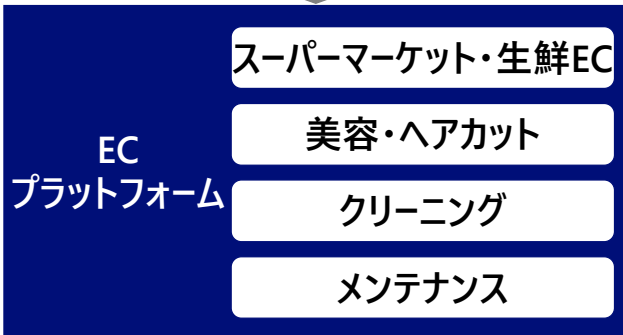 EC
プラットフォーム
スーパーマーケット・生鮮EC
美容・ヘアカット
クリーニング
メンテナンス